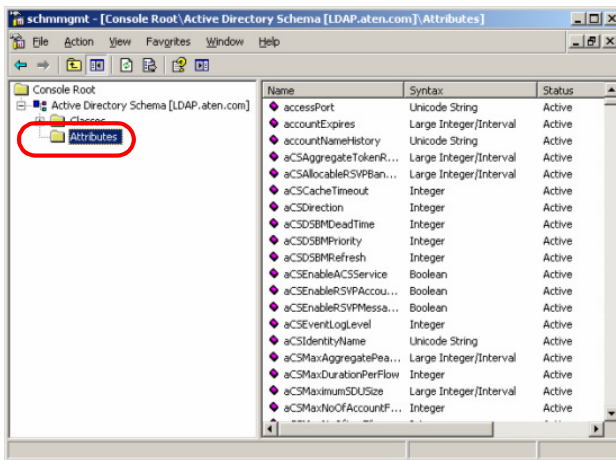 schmmgmt - [Console Root\Active Directory Schema [LDAP.aten.com]\Attributes]
File Action View Favorites Window Help
Console Root
Active Directory Schema [LDAP.aten.com]
Classes
Attributes
Name Syntax Status
accessPort Unicode String Active
accountExpires Large Integer/Interval Active
accountNameHistory Unicode String Active
aCSAggregateTokenR... Large Integer/Interval Active
aCSAllocableRSVPBan... Large Integer/Interval Active
aCSCacheTimeout Integer Active
aCSDirection Integer Active
aCSDSBMDeadTime Integer Active
aCSDSBMPriority Integer Active
aCSDSBMRefresh Integer Active
aCSEnableACSService Boolean Active
aCSEnableRSVPAccou... Boolean Active
aCSEnableRSVPMessa... Boolean Active
aCSEventLogLevel Integer Active
aCSIdentityName Unicode String Active
aCSMaxAggregatePea... Large Integer/Interval Active
aCSMaxDurationPerFlow Integer Active
aCSMaximumSDUSize Large Integer/Interval Active
aCSMaxNoOfAccountF... Integer Active